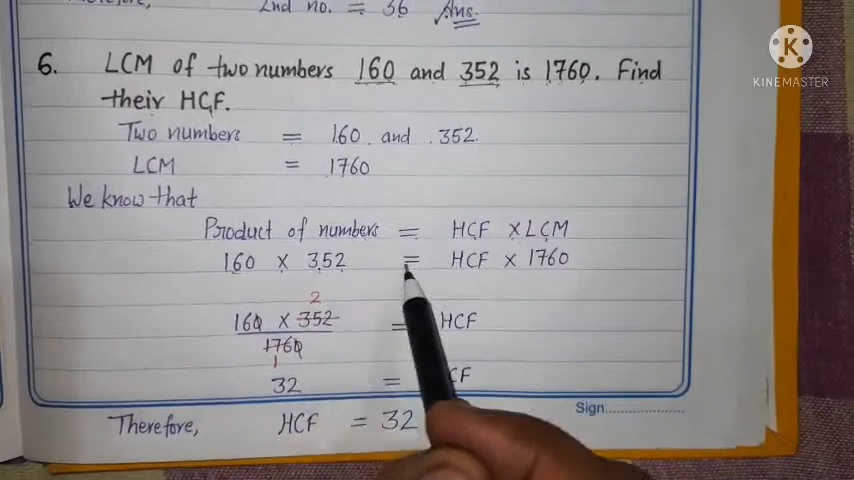 2nd no. = 36 Ans.
6. LCM of two numbers 160 and 352 is 1760. Find
their HCF.
Two numbers = 160 and 352.
LCM = 1760
We know that
Product of numbers = HCF × LCM
160 × 352 = HCF × 1760
2
160 × 352 = HCF
1760
1
32 = CF
Sign
Therefore, HCF = 32
K
KINEMASTER